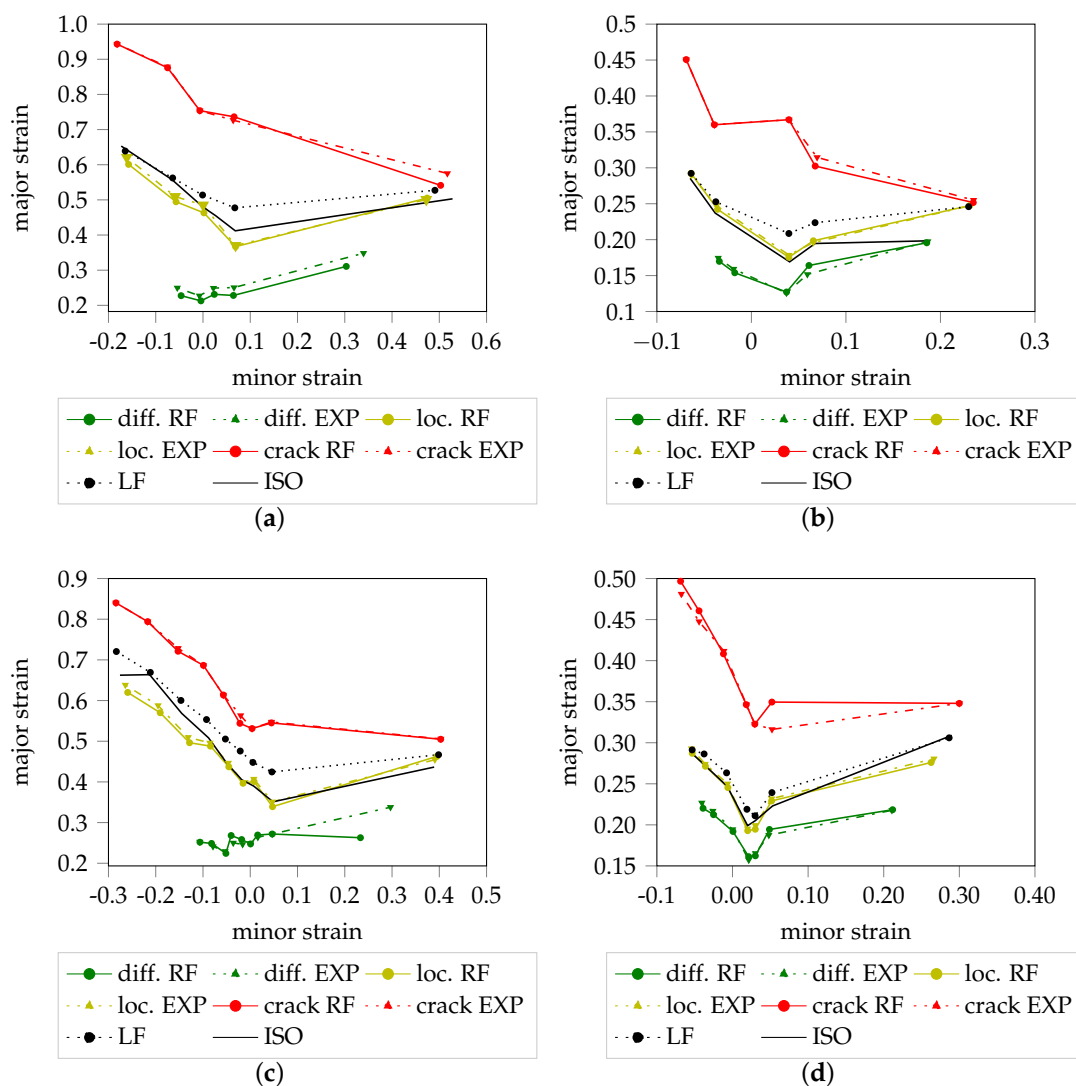 1.0
0.9
0.8
0.7
0.6
0.5
0.4
0.3
0.2
major strain
-0.2 -0.1 0.0 0.1 0.2 0.3 0.4 0.5 0.6
minor strain
diff. RF diff. EXP loc. RF
loc. EXP crack RF crack EXP
LF ISO
(a)
0.5
0.45
0.4
0.35
0.3
0.25
0.2
0.15
0.1
major strain
−0.1 0 0.1 0.2 0.3
minor strain
diff. RF diff. EXP loc. RF
loc. EXP crack RF crack EXP
LF ISO
(b)
0.9
0.8
0.7
0.6
0.5
0.4
0.3
0.2
major strain
-0.3 -0.2 -0.1 0.0 0.1 0.2 0.3 0.4 0.5
minor strain
diff. RF diff. EXP loc. RF
loc. EXP crack RF crack EXP
LF ISO
(c)
0.50
0.45
0.40
0.35
0.30
0.25
0.20
0.15
major strain
-0.1 0.00 0.10 0.20 0.30 0.40
minor strain
diff. RF diff. EXP loc. RF
loc. EXP crack RF crack EXP
LF ISO
(d)